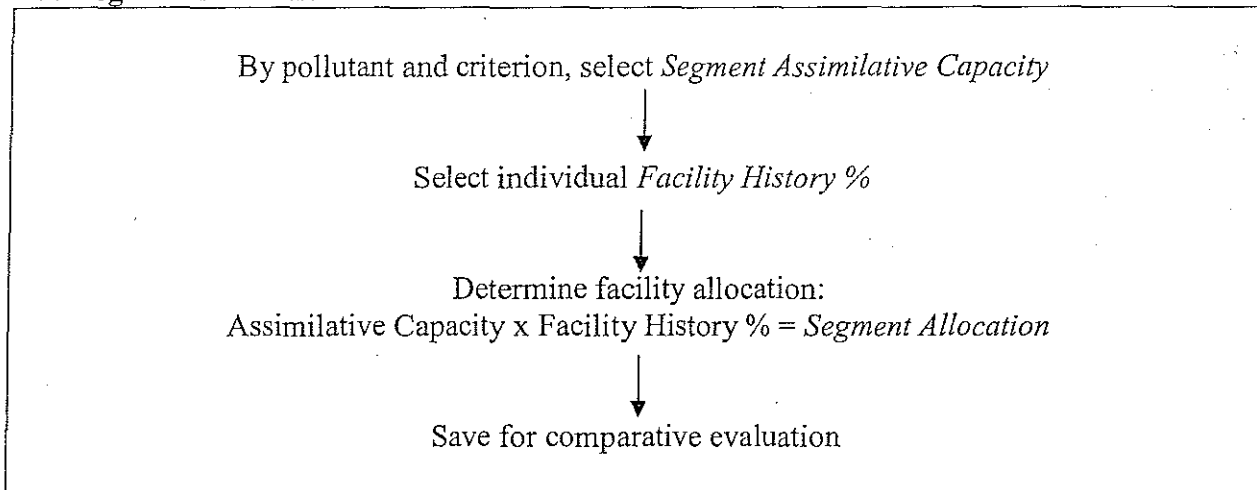 By pollutant and criterion, select Segment Assimilative Capacity
Select individual Facility History %
Determine facility allocation:
Assimilative Capacity x Facility History % = Segment Allocation
Save for comparative evaluation